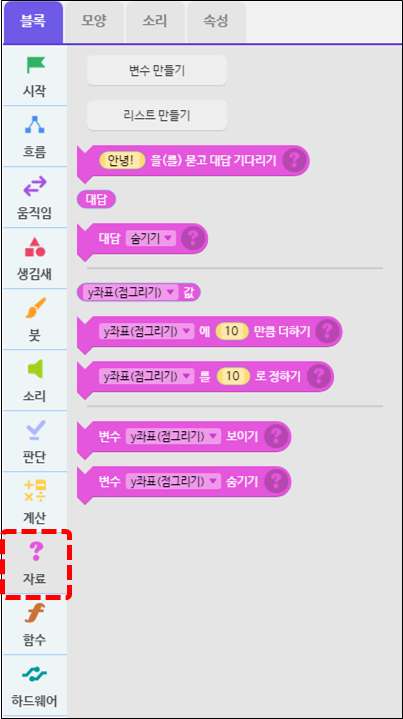 블록 모양 소리 속성
시작
흐름
움직임
생김새
붓
소리
판단
계산
자료
함수
하드웨어
변수 만들기
리스트 만들기
안녕! 을(를) 묻고 대답 기다리기 ?
대답
대답 숨기기 ?
y좌표(점그리기) 값
y좌표(점그리기) 에 10 만큼 더하기 ?
y좌표(점그리기) 를 10 로 정하기 ?
변수 y좌표(점그리기) 보이기 ?
변수 y좌표(점그리기) 숨기기 ?